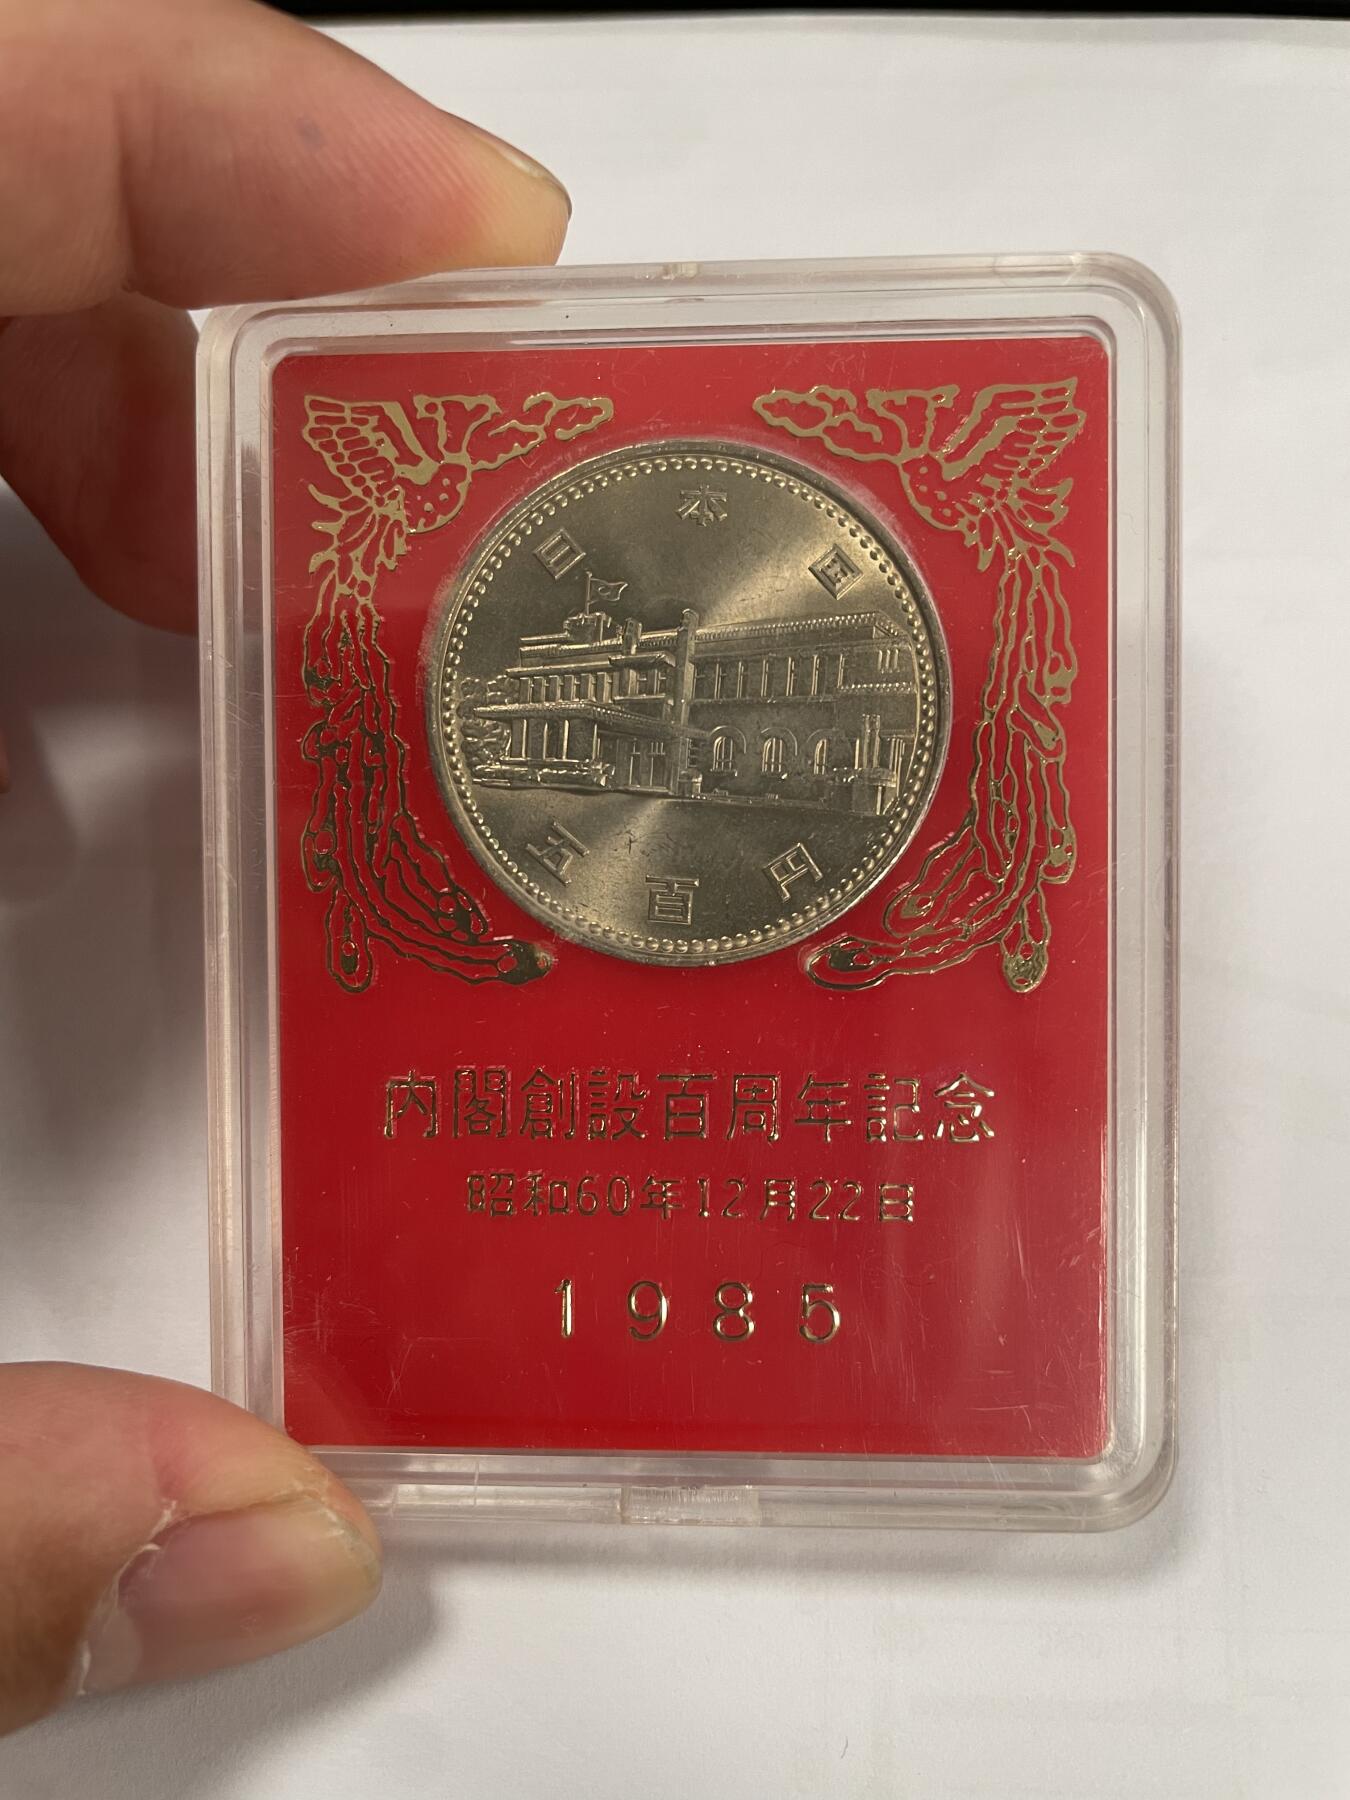 日本国
五百円
内閣創設百周年記念
昭和60年12月22日
1985